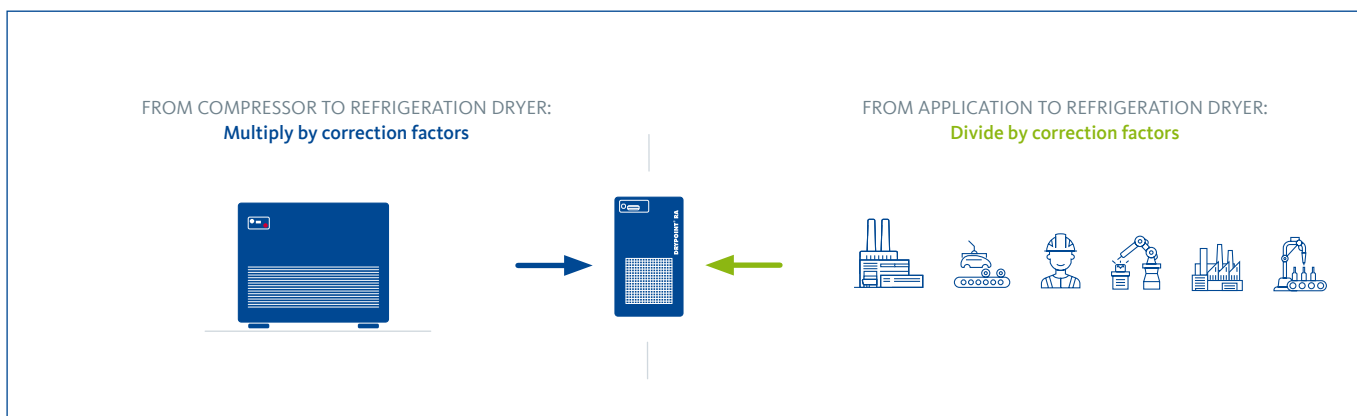 FROM COMPRESSOR TO REFRIGERATION DRYER:
Multiply by correction factors
FROM APPLICATION TO REFRIGERATION DRYER:
Divide by correction factors
DRYPOINT® RA